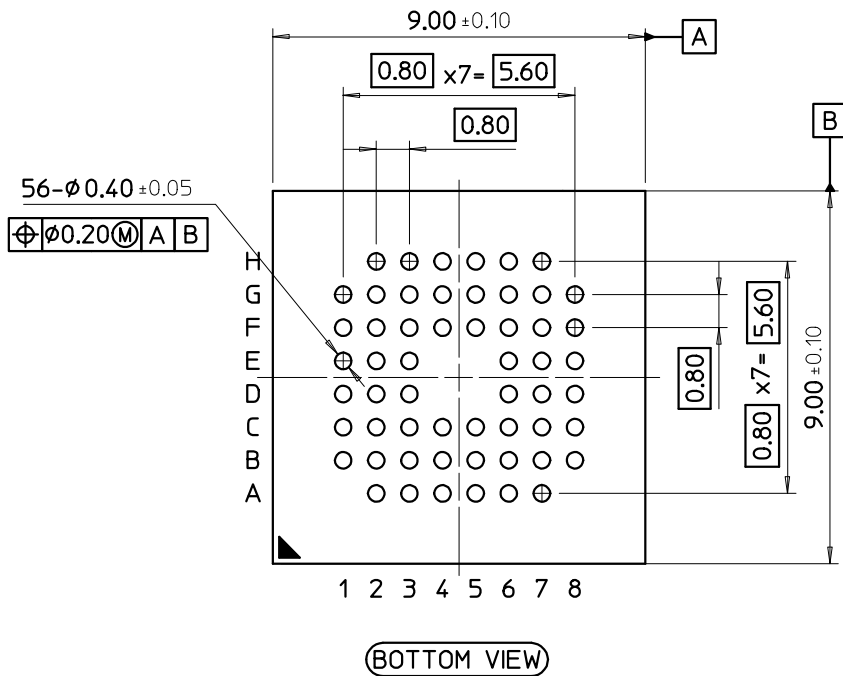 9.00 ±0.10
A
0.80 x7= 5.60
0.80
B
56-Ø0.40 ±0.05
⌖ Ø0.20Ⓜ A B
H
G
F
E
D
C
B
A
0.80
0.80 x7= 5.60
9.00 ±0.10
1 2 3 4 5 6 7 8
BOTTOM VIEW